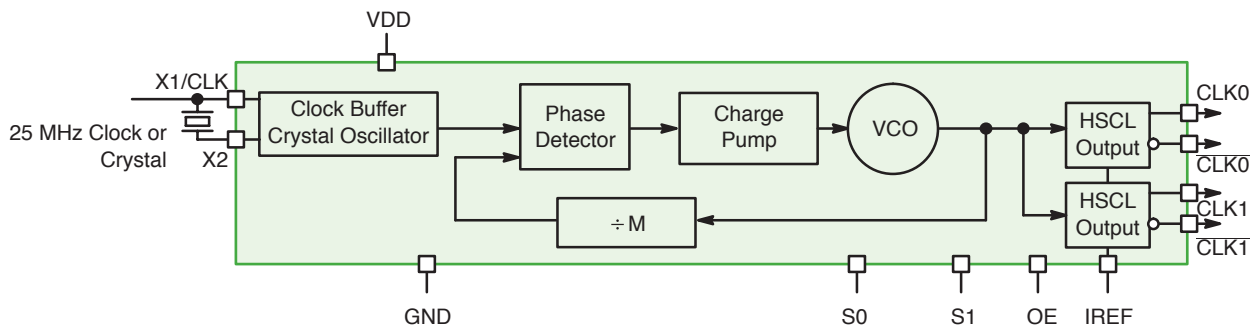 VDD
X1/CLK
25 MHz Clock or
Crystal
X2
Clock Buffer
Crystal Oscillator
Phase
Detector
Charge
Pump
VCO
÷ M
HSCL
Output
HSCL
Output
CLK0
CLK0
CLK1
CLK1
GND
S0
S1
OE
IREF